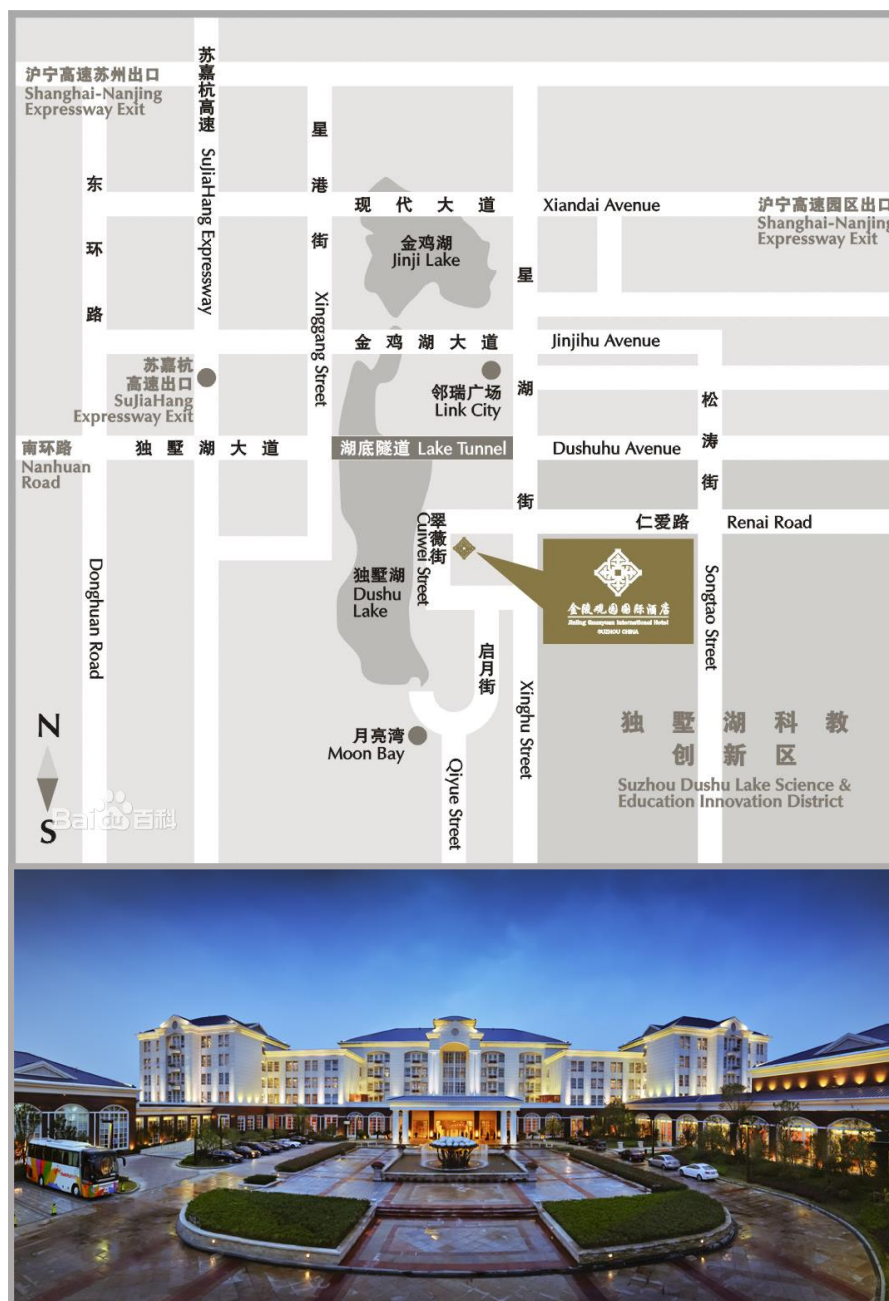 沪宁高速苏州出口
Shanghai-Nanjing
Expressway Exit
苏嘉杭高速
SuJiaHang Expressway
东环路
Donghuan Road
星港街
Xinggang Street
现代大道
Xiandai Avenue
沪宁高速园区出口
Shanghai-Nanjing
Expressway Exit
金鸡湖
Jinji Lake
星湖街
Xinghu Street
金鸡湖大道
Jinjihu Avenue
苏嘉杭
高速出口
SuJiaHang
Expressway Exit
邻瑞广场
Link City
松涛街
Songtao Street
南环路
Nanhuan
Road
独墅湖大道
湖底隧道 Lake Tunnel
Dushuhu Avenue
翠薇街
Cuiwei Street
仁爱路
Renai Road
独墅湖
Dushu
Lake
金陵观园国际酒店
Jinling Guanyuan International Hotel
SUZHOU CHINA
启月街
Qiyue Street
月亮湾
Moon Bay
独墅湖科教
创新区
Suzhou Dushu Lake Science &
Education Innovation District
N
S
Bai du 百科